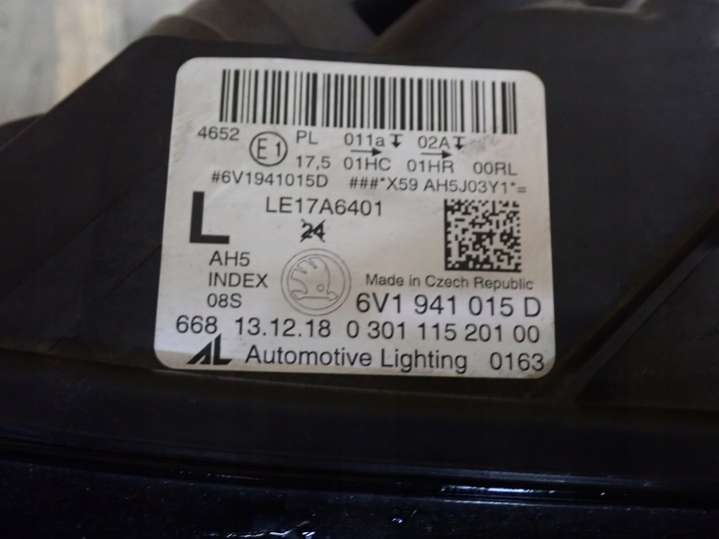 4652 E1 PL 011a 02A
17,5 01HC 01HR 00RL
#6V1941015D ###*X59 AH5J03Y1*=
L LE17A6401
24
AH5
INDEX Made in Czech Republic
08S 6V1 941 015 D
668 13.12.18 0 301 115 201 00
AL Automotive Lighting 0163